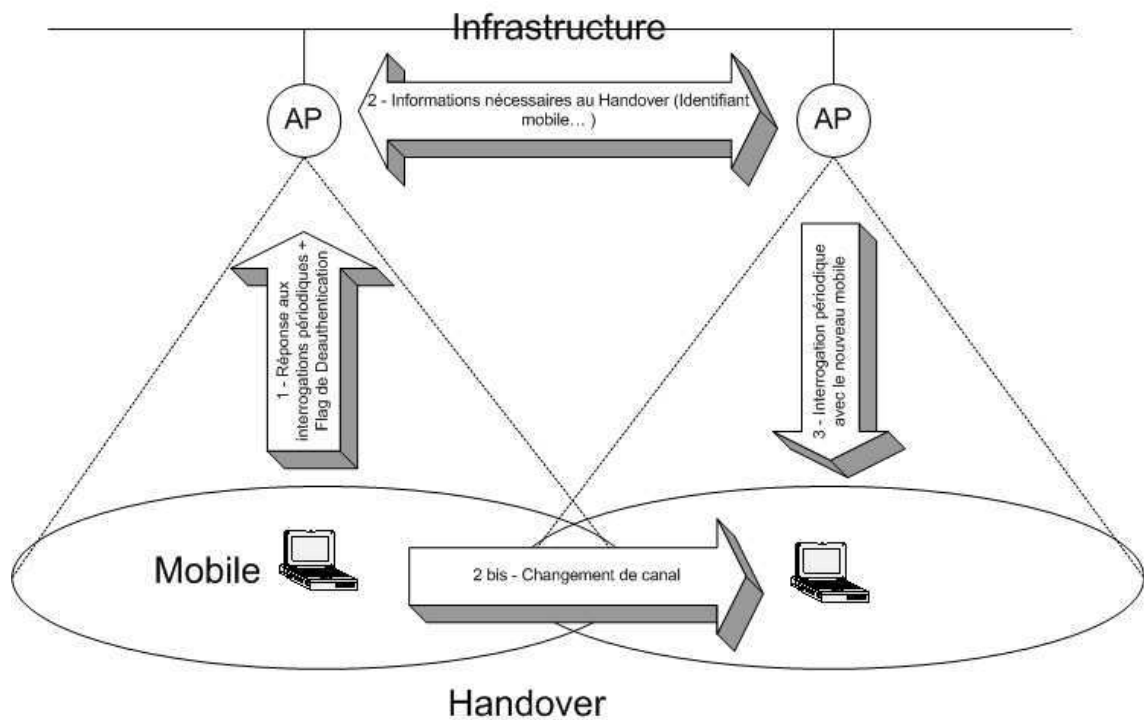 Infrastructure
AP
2 - Informations nécessaires au Handover (Identifiant
mobile… )
AP
1 - Réponse aux
interrogations périodiques +
Flag de Deauthentication
3 - Interrogation périodique
avec le nouveau mobile
Mobile
2 bis - Changement de canal
Handover